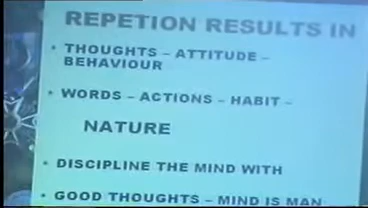 REPETION RESULTS IN
• THOUGHTS – ATTITUDE –
BEHAVIOUR
• WORDS – ACTIONS – HABIT –
NATURE
• DISCIPLINE THE MIND WITH
• GOOD THOUGHTS – MIND IS MAN